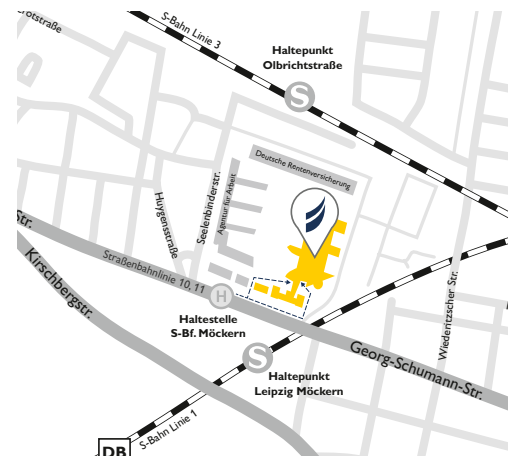 rotstraße
S-Bahn Linie 3
Haltepunkt
Olbrichtstraße
S
Deutsche Rentenversicherung
Agentur für Arbeit
Seelenbinderstr.
Huygensstraße
Str.
Straßenbahnlinie 10, 11
H
Kirschbergstr.
Haltestelle
S-Bf. Möckern
S
Haltepunkt
Leipzig Möckern
Georg-Schumann-Str.
Wiederitzscher Str.
S-Bahn Linie 1
DB